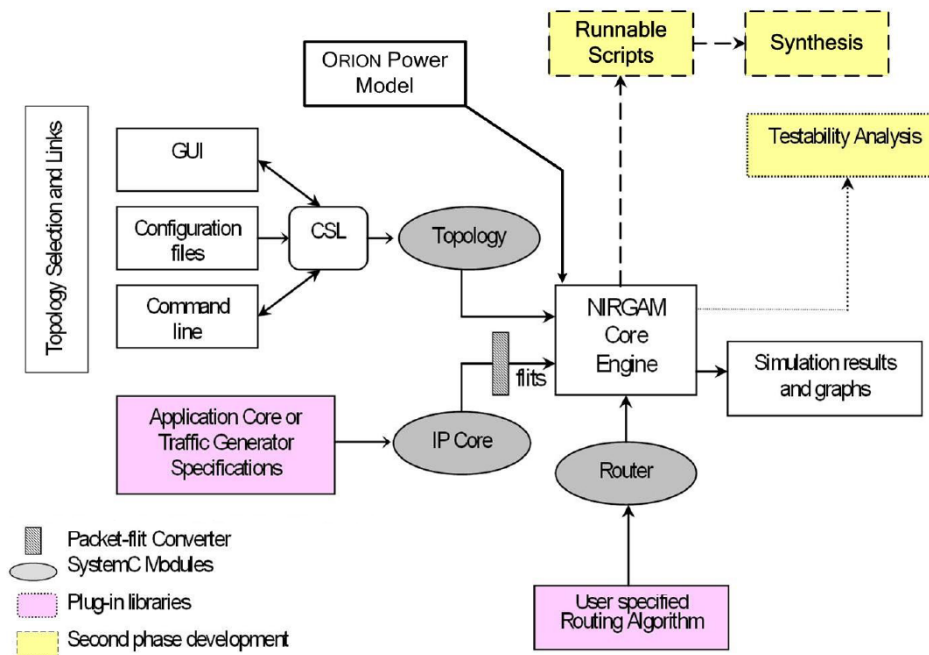 Runnable
Scripts
Synthesis
ORION Power
Model
Topology Selection and Links
GUI
Testability Analysis
Configuration
files
CSL
Topology
Command
line
NIRGAM
Core
Engine
flits
Simulation results
and graphs
Application Core or
Traffic Generator
Specifications
IP Core
Router
Packet-flit Converter
SystemC Modules
Plug-in libraries
Second phase development
User specified
Routing Algorithm